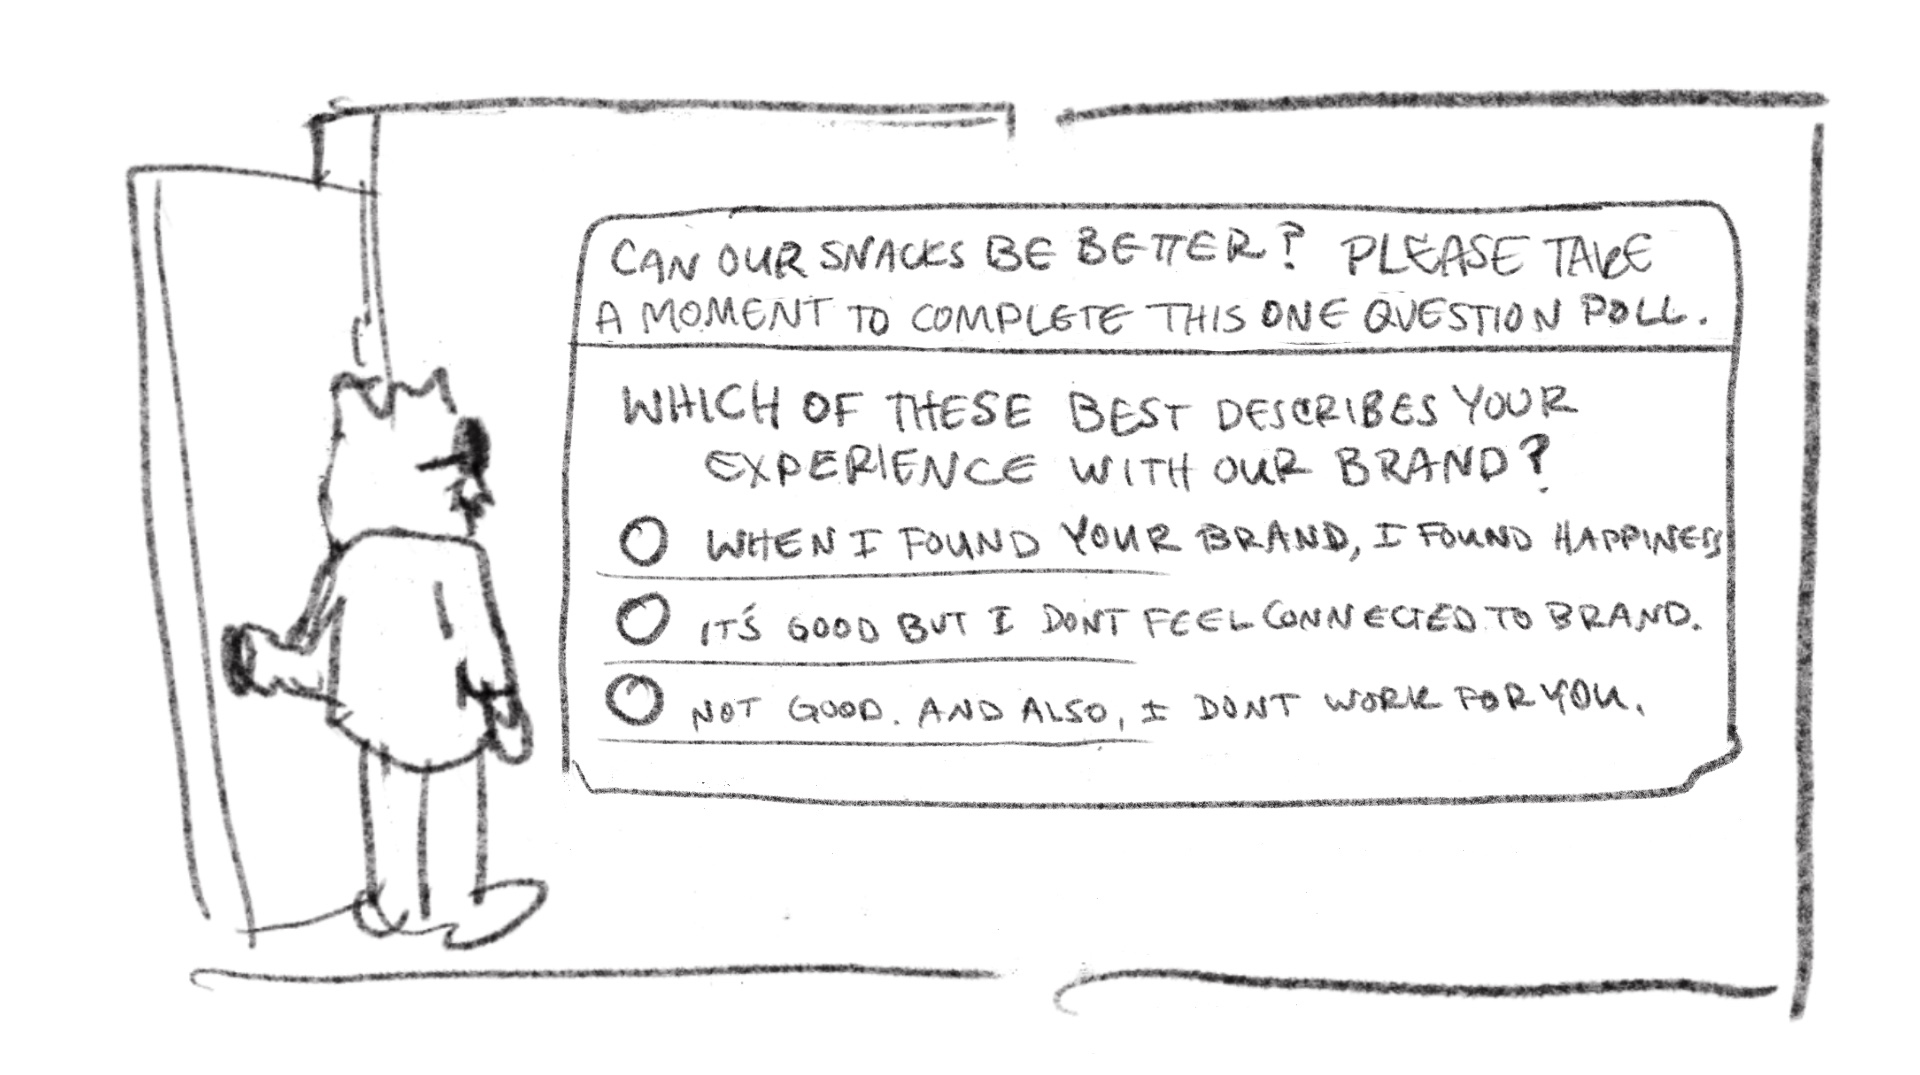 CAN OUR SNACKS BE BETTER? PLEASE TAKE
A MOMENT TO COMPLETE THIS ONE QUESTION POLL.
WHICH OF THESE BEST DESCRIBES YOUR
EXPERIENCE WITH OUR BRAND?
WHEN I FOUND YOUR BRAND, I FOUND HAPPINESS
IT'S GOOD BUT I DONT FEEL CONNECTED TO BRAND.
NOT GOOD. AND ALSO, I DONT WORK FOR YOU.